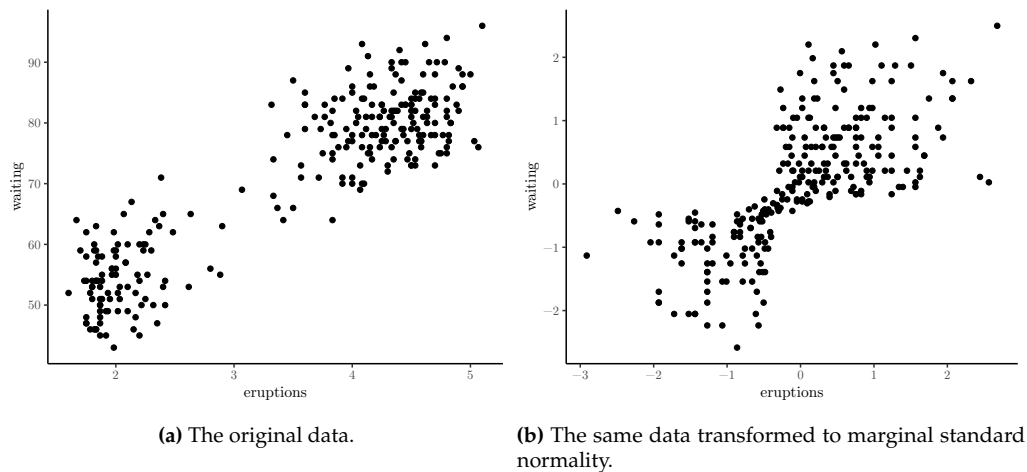 90
80
70
60
50
waiting
2
3
4
5
eruptions
2
1
0
−1
−2
waiting
−3
−2
−1
0
1
2
eruptions
(a) The original data.
(b) The same data transformed to marginal standard
normality.